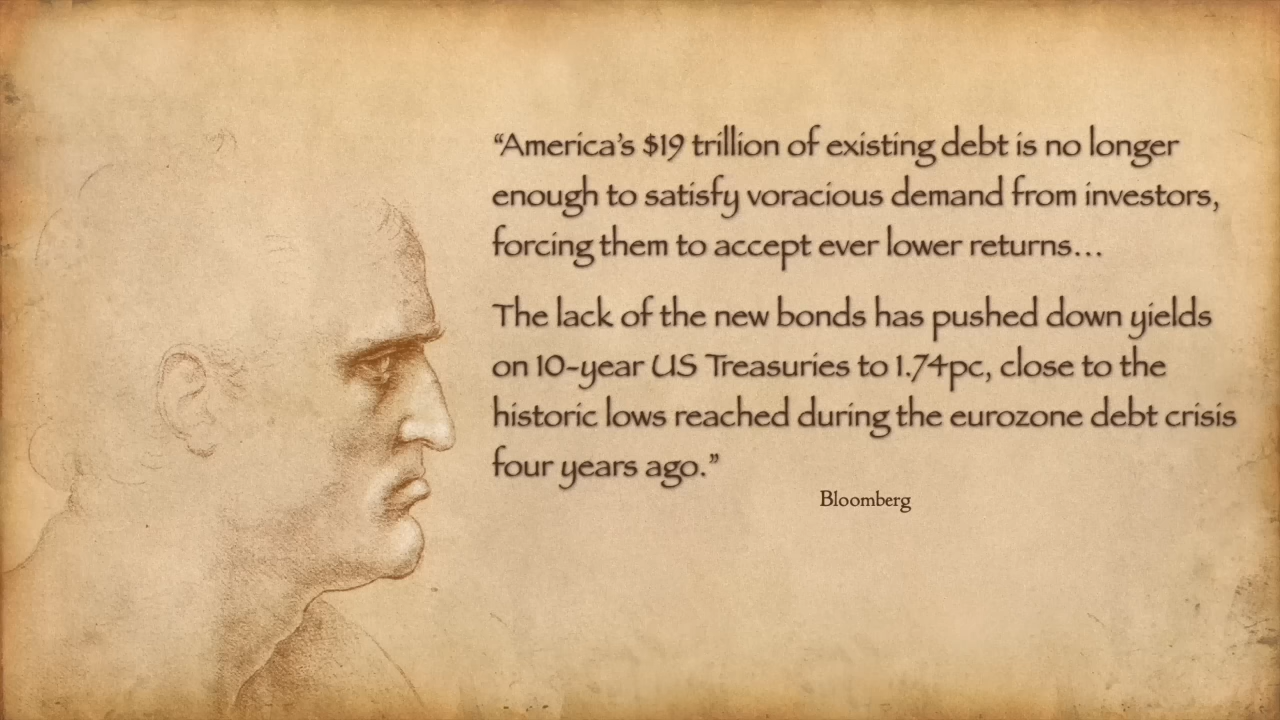 “America’s $19 trillion of existing debt is no longer
enough to satisfy voracious demand from investors,
forcing them to accept ever lower returns…
The lack of the new bonds has pushed down yields
on 10-year US Treasuries to 1.74pc, close to the
historic lows reached during the eurozone debt crisis
four years ago.”
Bloomberg